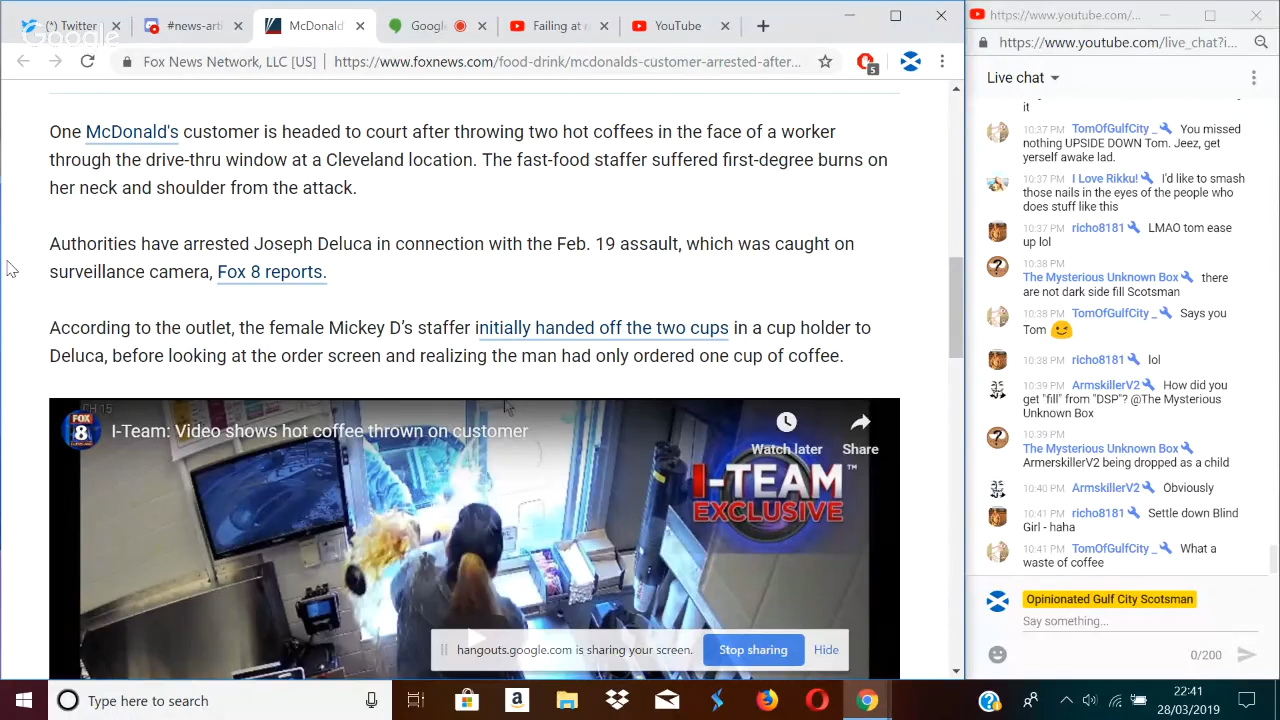 (*) Twitter
#news-arti
McDonald
Googl
Failing at r
YouTube
Google
https://www.youtube.com/...
Fox News Network, LLC [US] | https://www.foxnews.com/food-drink/mcdonalds-customer-arrested-after...
5
https://www.youtube.com/live_chat?i...
One McDonald's customer is headed to court after throwing two hot coffees in the face of a worker
through the drive-thru window at a Cleveland location. The fast-food staffer suffered first-degree burns on
her neck and shoulder from the attack.
Authorities have arrested Joseph Deluca in connection with the Feb. 19 assault, which was caught on
surveillance camera, Fox 8 reports.
According to the outlet, the female Mickey D's staffer initially handed off the two cups in a cup holder to
Deluca, before looking at the order screen and realizing the man had only ordered one cup of coffee.
CH 15
FOX
8
I-Team: Video shows hot coffee thrown on customer
Watch later
Share
I-TEAM™
EXCLUSIVE
hangouts.google.com is sharing your screen.
Stop sharing
Hide
Live chat
it
10:37 PM TomOfGulfCity _ You missed
nothing UPSIDE DOWN Tom. Jeez, get
yerself awake lad.
10:37 PM I Love Rikku! I'd like to smash
those nails in the eyes of the people who
does stuff like this
10:38 PM richo8181 LMAO tom ease
up lol
10:38 PM
The Mysterious Unknown Box there
are not dark side fill Scotsman
10:38 PM TomOfGulfCity _ Says you
Tom 😉
10:38 PM richo8181 lol
10:39 PM ArmskillerV2 How did you
get "fill" from "DSP"? @The Mysterious
Unknown Box
10:39 PM
The Mysterious Unknown Box
ArmerskillerV2 being dropped as a child
10:40 PM ArmskillerV2 Obviously
10:41 PM richo8181 Settle down Blind
Girl - haha
10:41 PM TomOfGulfCity _ What a
waste of coffee
Opinionated Gulf City Scotsman
Say something...
0/200
Type here to search
22:41
28/03/2019